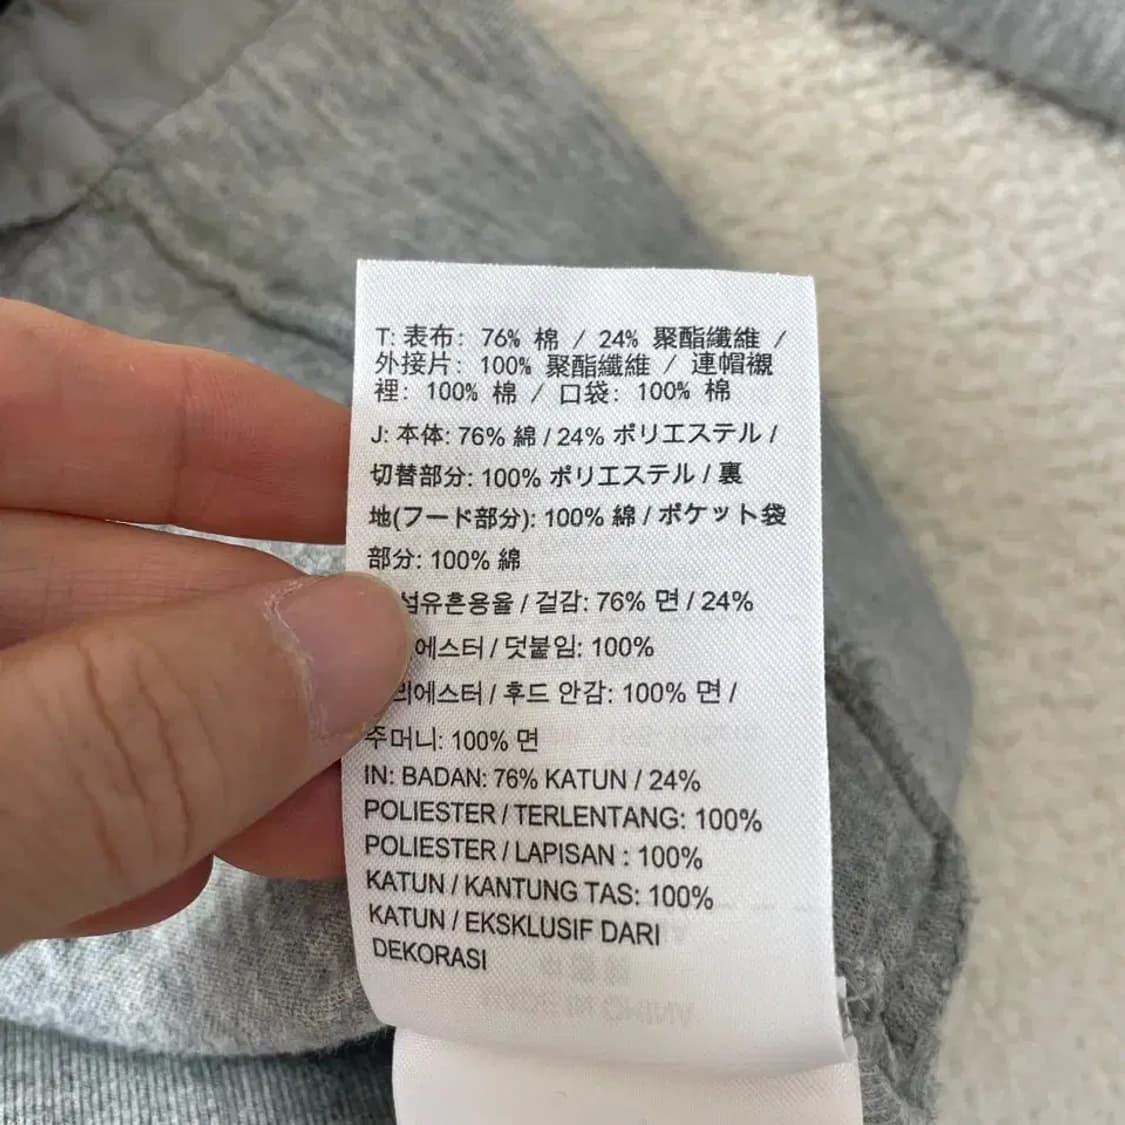 T: 表布: 76% 棉 / 24% 聚酯纖維 /
外接片: 100% 聚酯纖維 / 連帽襯
裡: 100% 棉 / 口袋: 100% 棉
J: 本体: 76% 綿 / 24% ポリエステル /
切替部分: 100% ポリエステル / 裏
地(フード部分): 100% 綿 / ポケット袋
部分: 100% 綿
섬유혼용율 / 겉감: 76% 면 / 24%
에스터 / 덧붙임: 100%
리에스터 / 후드 안감: 100% 면 /
주머니: 100% 면
IN: BADAN: 76% KATUN / 24%
POLIESTER / TERLENTANG: 100%
POLIESTER / LAPISAN : 100%
KATUN / KANTUNG TAS: 100%
KATUN / EKSKLUSIF DARI
DEKORASI